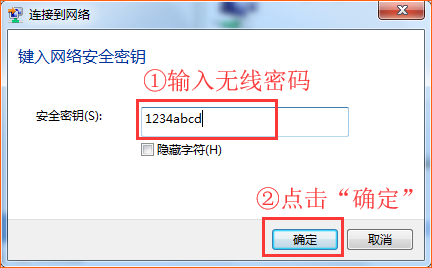 连接到网络
键入网络安全密钥
①输入无线密码
安全密钥(S):
1234abcd
隐藏字符(H)
②点击“确定”
确定
取消